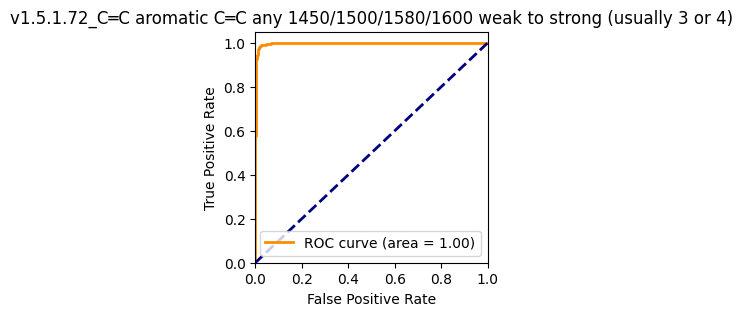 v1.5.1.72_C═C aromatic C═C any 1450/1500/1580/1600 weak to strong (usually 3 or 4)
1.0
0.8
0.6
0.4
0.2
0.0
True Positive Rate
ROC curve (area = 1.00)
0.0 0.2 0.4 0.6 0.8 1.0
False Positive Rate